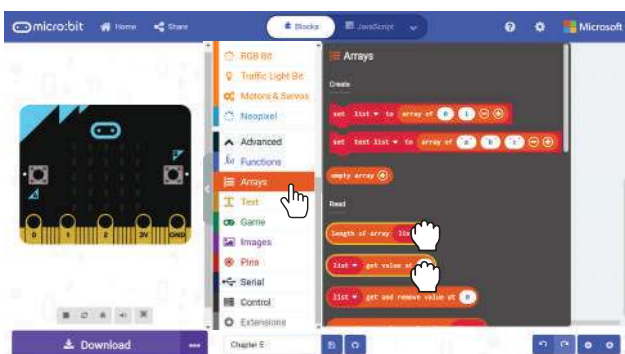 micro:bit Home Share Blocks JavaScript Microsoft
RGB Bit
Traffic Light Bit
Motors & Servos
Neopixel
Advanced
Functions
Arrays
Text
Game
Images
Pins
Serial
Control
Extensions
Arrays
Create
set list to array of 0 1
set text list to array of a b c
empty array
Read
length of array
list get value at
list get and remove value at 0
0 1 2 3V GND
Download
Chapter 5